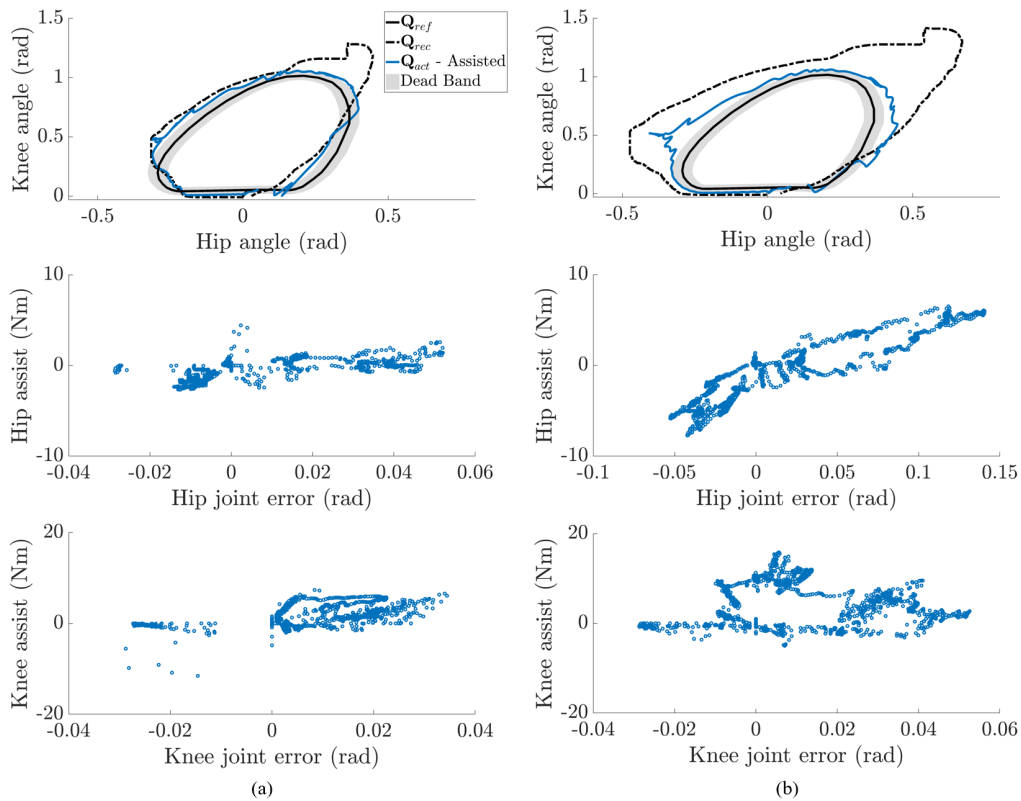 1.5
1
0.5
0
Knee angle (rad)
-0.5
0
0.5
Hip angle (rad)
Qref
Qrec
Qact - Assisted
Dead Band
1.5
1
0.5
0
Knee angle (rad)
-0.5
0
0.5
Hip angle (rad)
10
0
-10
Hip assist (Nm)
-0.04
-0.02
0
0.02
0.04
0.06
Hip joint error (rad)
10
0
-10
Hip assist (Nm)
-0.1
-0.05
0
0.05
0.1
0.15
Hip joint error (rad)
20
0
-20
Knee assist (Nm)
-0.04
-0.02
0
0.02
0.04
Knee joint error (rad)
20
0
-20
Knee assist (Nm)
-0.04
-0.02
0
0.02
0.04
0.06
Knee joint error (rad)
(a)
(b)